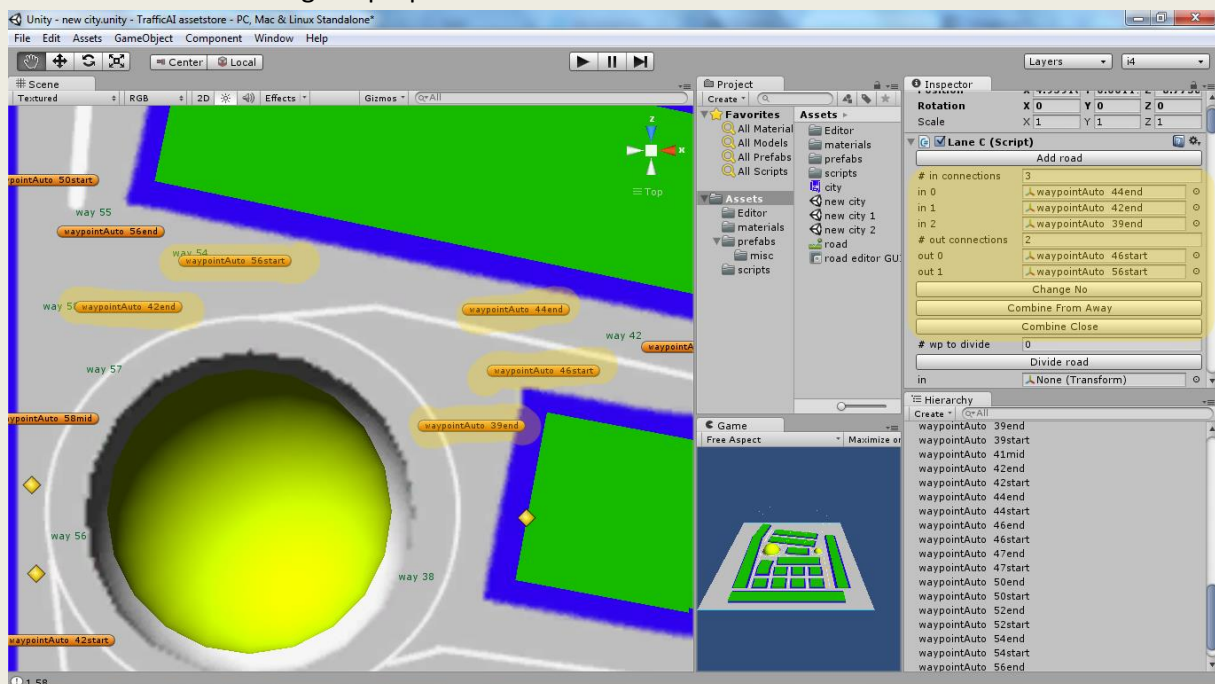 Unity - new city.unity - TrafficAI assetstore - PC, Mac & Linux Standalone*
File Edit Assets GameObject Component Window Help
Center Local Layers i4
# Scene
Textured RGB 2D Effects Gizmos All
z
x
Top
pointAuto 50start
way 55
waypointAuto 56end
way 54
waypointAuto 56start
way 5
waypointAuto 42end
waypointAuto 44end
way 42
waypointA
way 57
waypointAuto 46start
ypointAuto 58mid
waypointAuto 39end
way 56
way 38
waypointAuto 42start
1.58
Project
Create
Favorites
All Material
All Models
All Prefabs
All Scripts
Assets
Editor
materials
prefabs
misc
scripts
Assets
Editor
materials
prefabs
scripts
city
new city
new city 1
new city 2
road
road editor GUI
Game
Free Aspect Maximize on
Inspector
Rotation X 0 Y 0 Z 0
Scale X 1 Y 1 Z 1
Lane C (Script)
Add road
# in connections 3
in 0 waypointAuto 44end
in 1 waypointAuto 42end
in 2 waypointAuto 39end
# out connections 2
out 0 waypointAuto 46start
out 1 waypointAuto 56start
Change No
Combine From Away
Combine Close
# wp to divide 0
Divide road
in None (Transform)
Hierarchy
Create All
waypointAuto 39end
waypointAuto 39start
waypointAuto 41mid
waypointAuto 42end
waypointAuto 42start
waypointAuto 44end
waypointAuto 44start
waypointAuto 46end
waypointAuto 46start
waypointAuto 47end
waypointAuto 47start
waypointAuto 50end
waypointAuto 50start
waypointAuto 52end
waypointAuto 52start
waypointAuto 54end
waypointAuto 54start
waypointAuto 56end